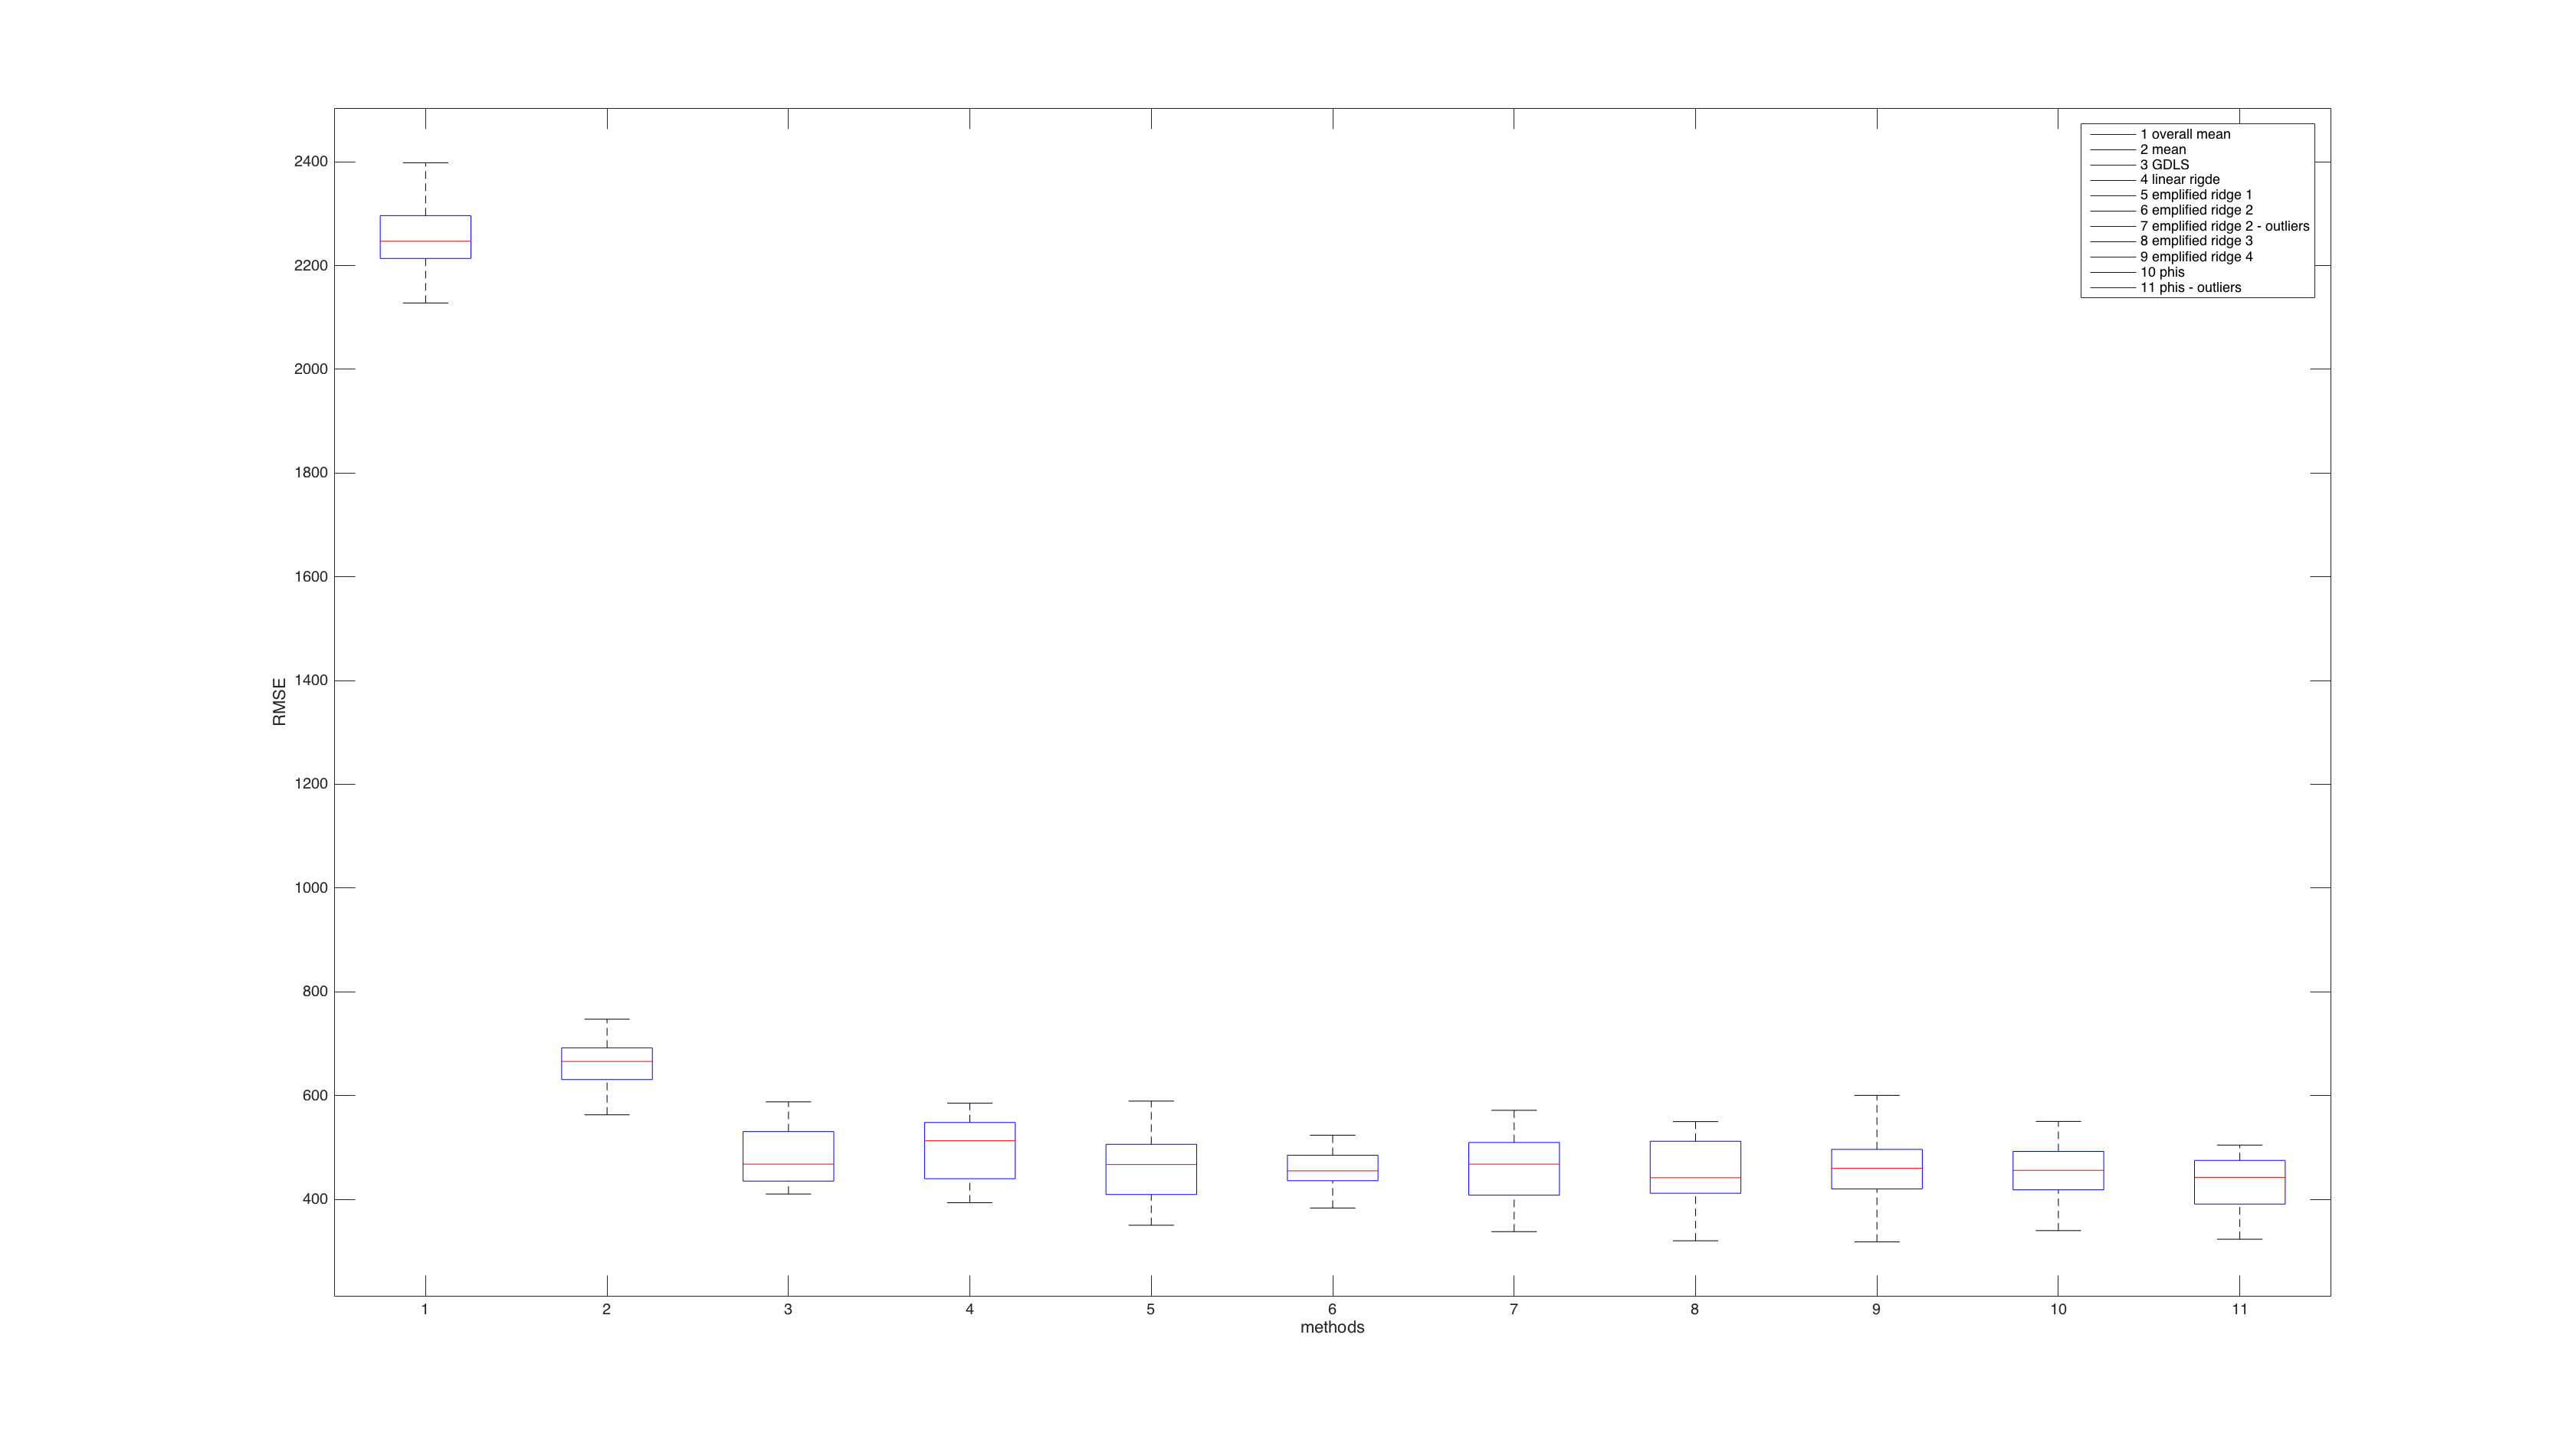 2400
2200
2000
1800
1600
1400
1200
1000
800
600
400
RMSE
1 2 3 4 5 6 7 8 9 10 11
methods
1 overall mean
2 mean
3 GDLS
4 linear rigde
5 emplified ridge 1
6 emplified ridge 2
7 emplified ridge 2 - outliers
8 emplified ridge 3
9 emplified ridge 4
10 phis
11 phis - outliers